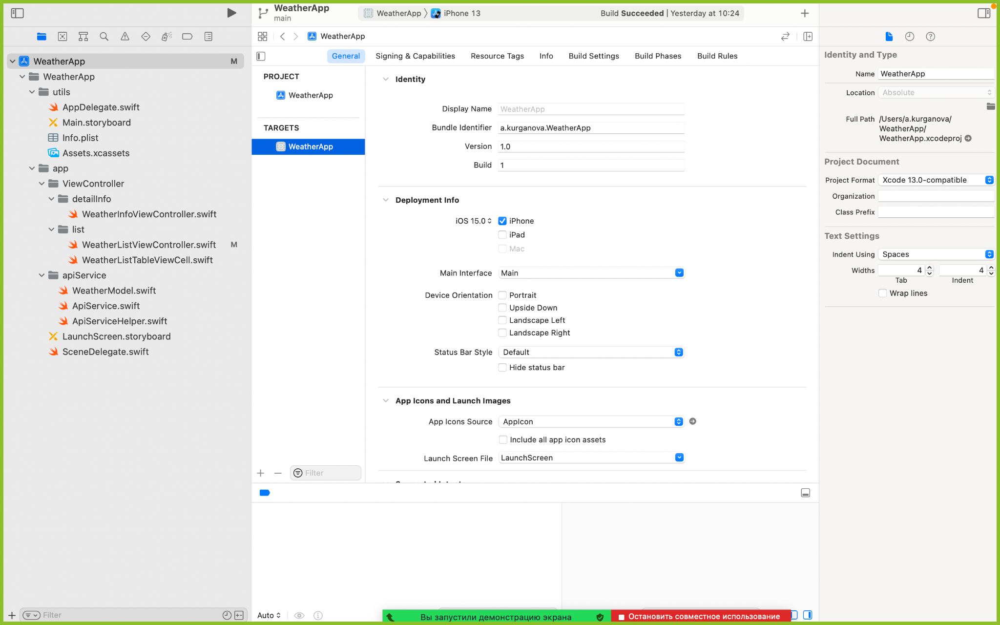 WeatherApp
main
WeatherApp
iPhone 13
Build Succeeded | Yesterday at 10:24
WeatherApp
M
WeatherApp
utils
AppDelegate.swift
Main.storyboard
Info.plist
Assets.xcassets
app
ViewController
detailInfo
WeatherInfoViewController.swift
list
WeatherListViewController.swift
M
WeatherListTableViewCell.swift
apiService
WeatherModel.swift
ApiService.swift
ApiServiceHelper.swift
LaunchScreen.storyboard
SceneDelegate.swift
Filter
WeatherApp
General
Signing & Capabilities
Resource Tags
Info
Build Settings
Build Phases
Build Rules
PROJECT
WeatherApp
TARGETS
WeatherApp
Filter
Identity
Display Name WeatherApp
Bundle Identifier a.kurganova.WeatherApp
Version 1.0
Build 1
Deployment Info
iOS 15.0 iPhone
iPad
Mac
Main Interface Main
Device Orientation Portrait
Upside Down
Landscape Left
Landscape Right
Status Bar Style Default
Hide status bar
App Icons and Launch Images
App Icons Source AppIcon
Include all app icon assets
Launch Screen File LaunchScreen
Auto
Вы запустили демонстрацию экрана
Остановить совместное использование
Identity and Type
Name WeatherApp
Location Absolute
Full Path /Users/a.kurganova/
WeatherApp/
WeatherApp.xcodeproj
Project Document
Project Format Xcode 13.0-compatible
Organization
Class Prefix
Text Settings
Indent Using Spaces
Widths 4 4
Tab Indent
Wrap lines